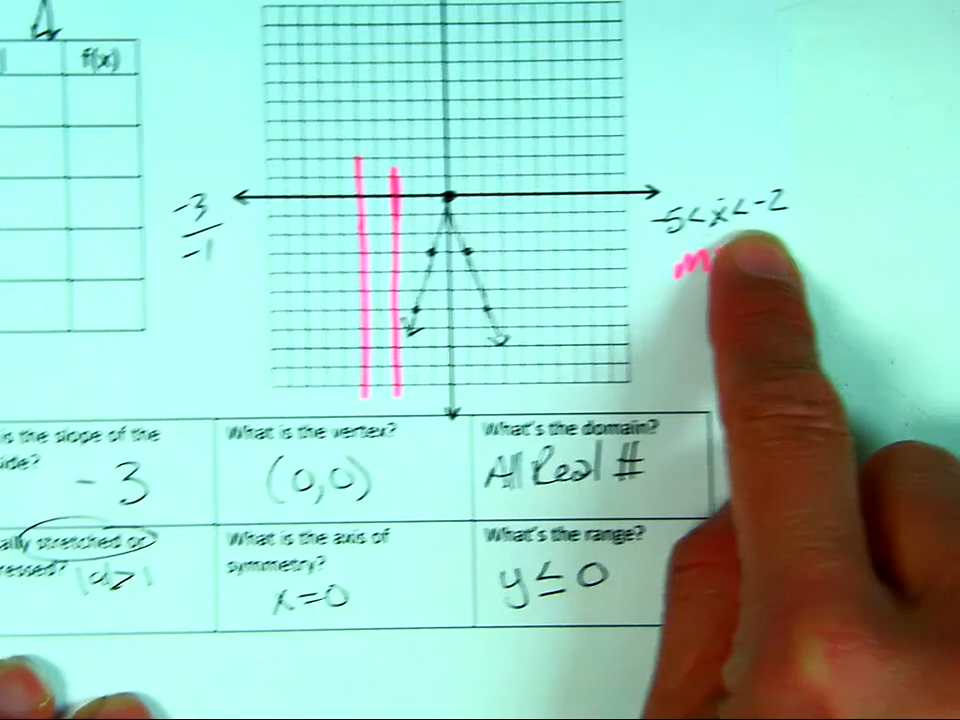 f(x)
-3
-1
-5<x<-2
is the slope of the
ide?
-3
What is the vertex?
(0,0)
What's the domain?
All Real #
ally stretched or
ressed?
|a|>1
What is the axis of
symmetry?
x=0
What's the range?
y≤0